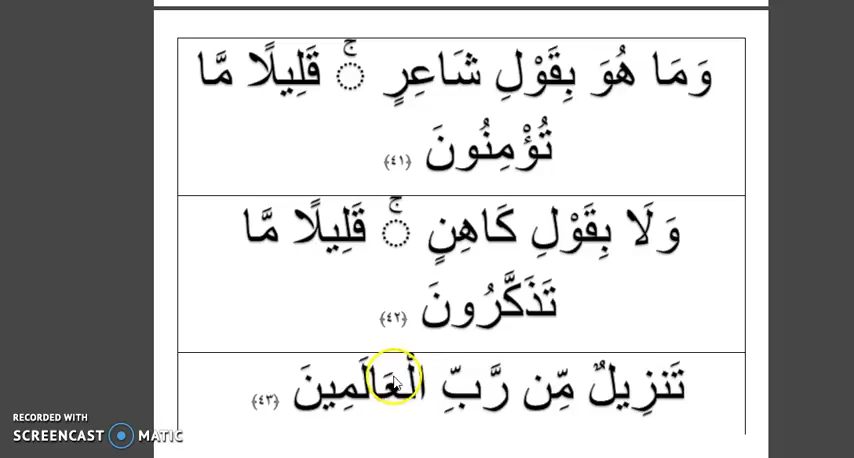 وَمَا هُوَ بِقَوْلِ شَاعِرٍ ۚ قَلِيلًا مَّا
تُؤْمِنُونَ ﴿٤١﴾
وَلَا بِقَوْلِ كَاهِنٍ ۚ قَلِيلًا مَّا
تَذَكَّرُونَ ﴿٤٢﴾
تَنزِيلٌ مِّن رَّبِّ الْعَالَمِينَ ﴿٤٣﴾
RECORDED WITH
SCREENCAST MATIC